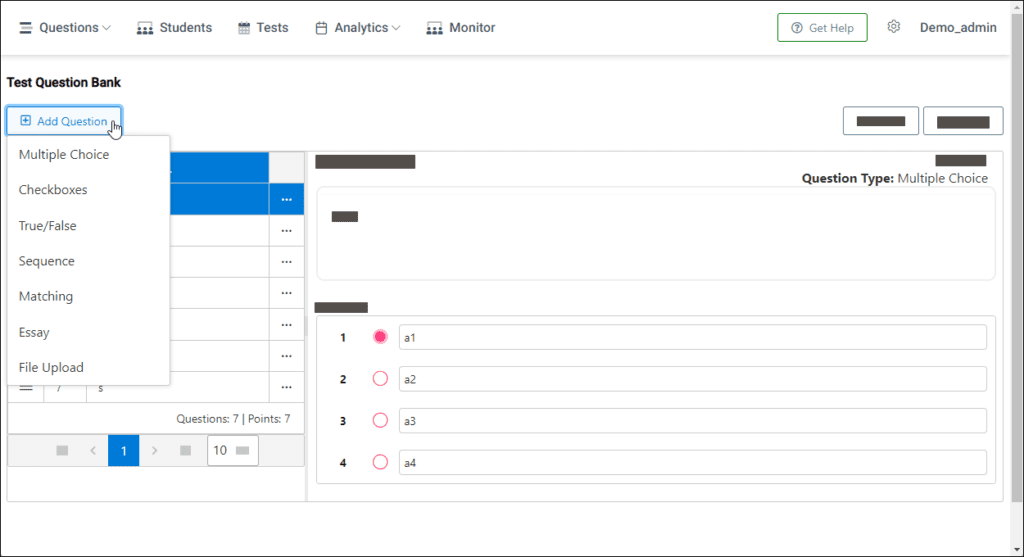 Questions Students Tests Analytics Monitor Get Help Demo_admin
Test Question Bank
Add Question
Multiple Choice
Checkboxes
True/False
Sequence
Matching
Essay
File Upload
7 s
Questions: 7 | Points: 7
1 10
Question Type: Multiple Choice
1 a1
2 a2
3 a3
4 a4